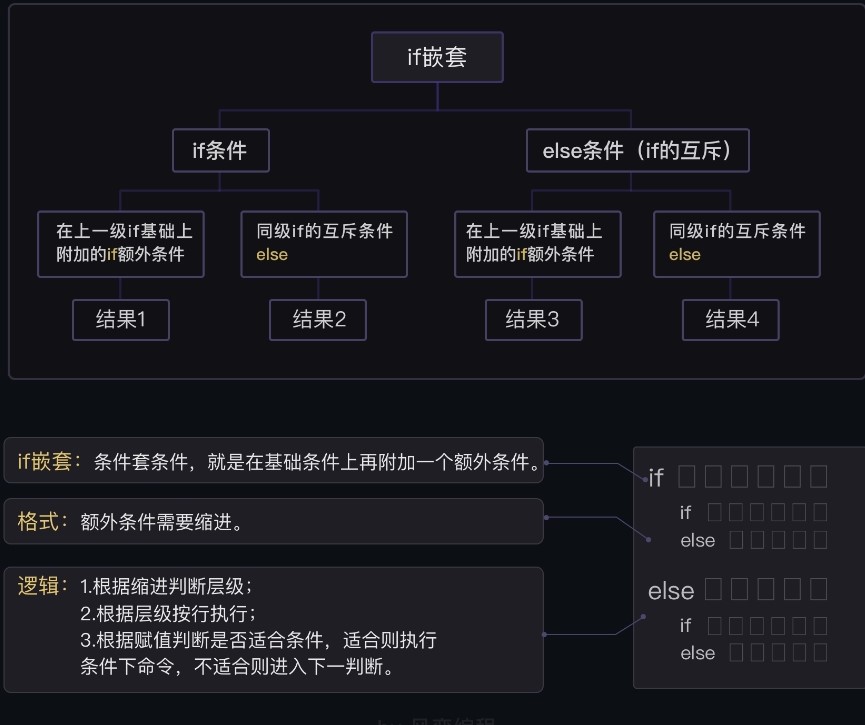 if嵌套
if条件
else条件（if的互斥）
在上一级if基础上
附加的if额外条件
同级if的互斥条件
else
在上一级if基础上
附加的if额外条件
同级if的互斥条件
else
结果1
结果2
结果3
结果4
if嵌套：条件套条件，就是在基础条件上再附加一个额外条件。
格式：额外条件需要缩进。
逻辑：1.根据缩进判断层级；
2.根据层级按行执行；
3.根据赋值判断是否适合条件，适合则执行
条件下命令，不适合则进入下一判断。
if
if
else
else
if
else